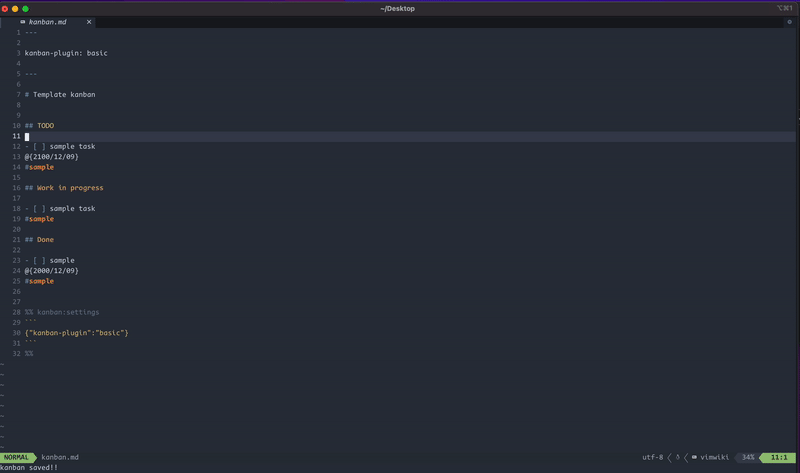 ~/Desktop
⌥⌘1
kanban.md ✕
1 ---
2
3 kanban-plugin: basic
4
5 ---
6
7 # Template kanban
8
9
10 ## TODO
11
12 - [ ] sample task
13 @{2100/12/09}
14 #sample
15
16 ## Work in progress
17
18 - [ ] sample task
19 #sample
20
21 ## Done
22
23 - [ ] sample
24 @{2000/12/09}
25 #sample
26
27
28 %% kanban:settings
29 ```
30 {"kanban-plugin":"basic"}
31 ```
32 %%
~
~
~
~
~
~
~
~
~
NORMAL kanban.md utf-8 vimwiki 34% 11:1
kanban saved!!